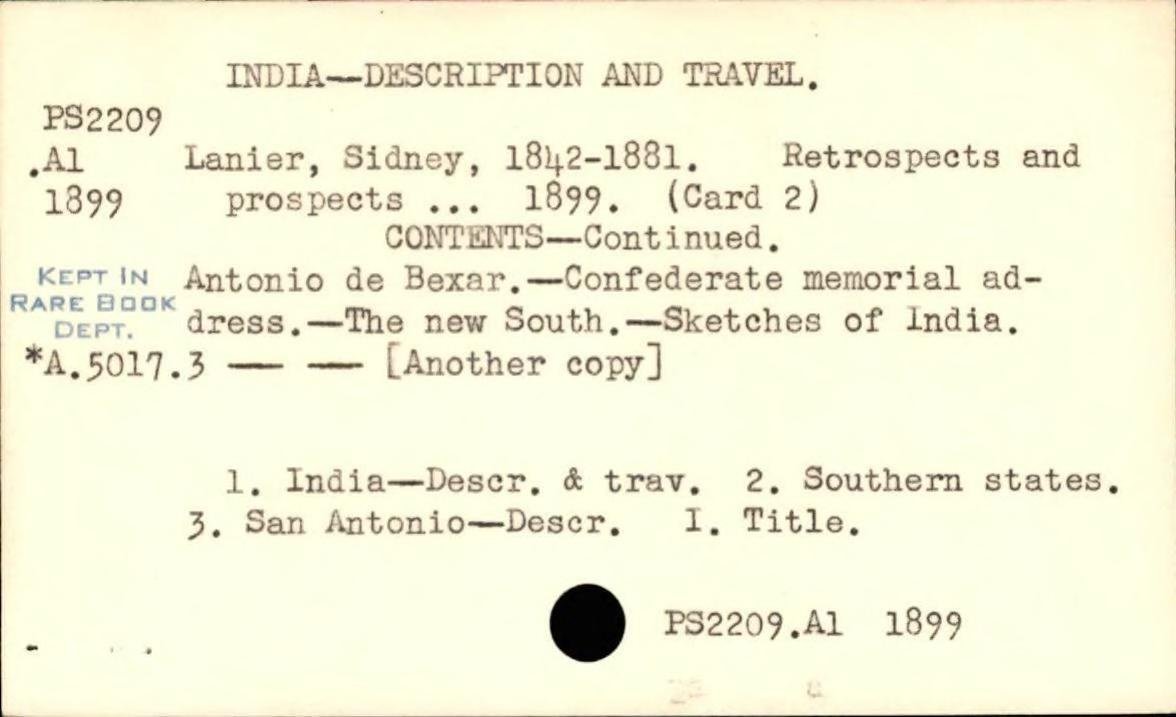 INDIA—DESCRIPTION AND TRAVEL.
PS2209
.A1 Lanier, Sidney, 1842-1881. Retrospects and
1899 prospects ... 1899. (Card 2)
CONTENTS—Continued.
KEPT IN Antonio de Bexar.—Confederate memorial ad-
RARE BOOK
DEPT. dress.—The new South.—Sketches of India.
*A.5017.3 — — [Another copy]
1. India—Descr. & trav. 2. Southern states.
3. San Antonio—Descr. I. Title.
PS2209.A1 1899